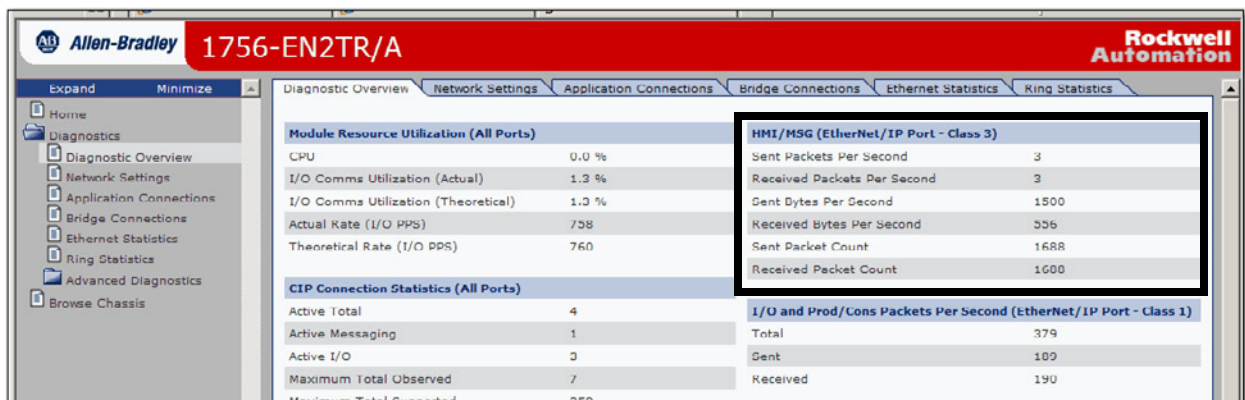 AB Allen-Bradley
1756-EN2TR/A
Rockwell
Automation
Expand Minimize
Home
Diagnostics
Diagnostic Overview
Network Settings
Application Connections
Bridge Connections
Ethernet Statistics
Ring Statistics
Advanced Diagnostics
Browse Chassis
Diagnostic Overview Network Settings Application Connections Bridge Connections Ethernet Statistics Ring Statistics
Module Resource Utilization (All Ports)
CPU 0.0 %
I/O Comms Utilization (Actual) 1.3 %
I/O Comms Utilization (Theoretical) 1.3 %
Actual Rate (I/O PPS) 758
Theoretical Rate (I/O PPS) 760
CIP Connection Statistics (All Ports)
Active Total 4
Active Messaging 1
Active I/O 3
Maximum Total Observed 7
HMI/MSG (EtherNet/IP Port - Class 3)
Sent Packets Per Second 3
Received Packets Per Second 3
Sent Bytes Per Second 1500
Received Bytes Per Second 556
Sent Packet Count 1688
Received Packet Count 1688
I/O and Prod/Cons Packets Per Second (EtherNet/IP Port - Class 1)
Total 379
Sent 189
Received 190